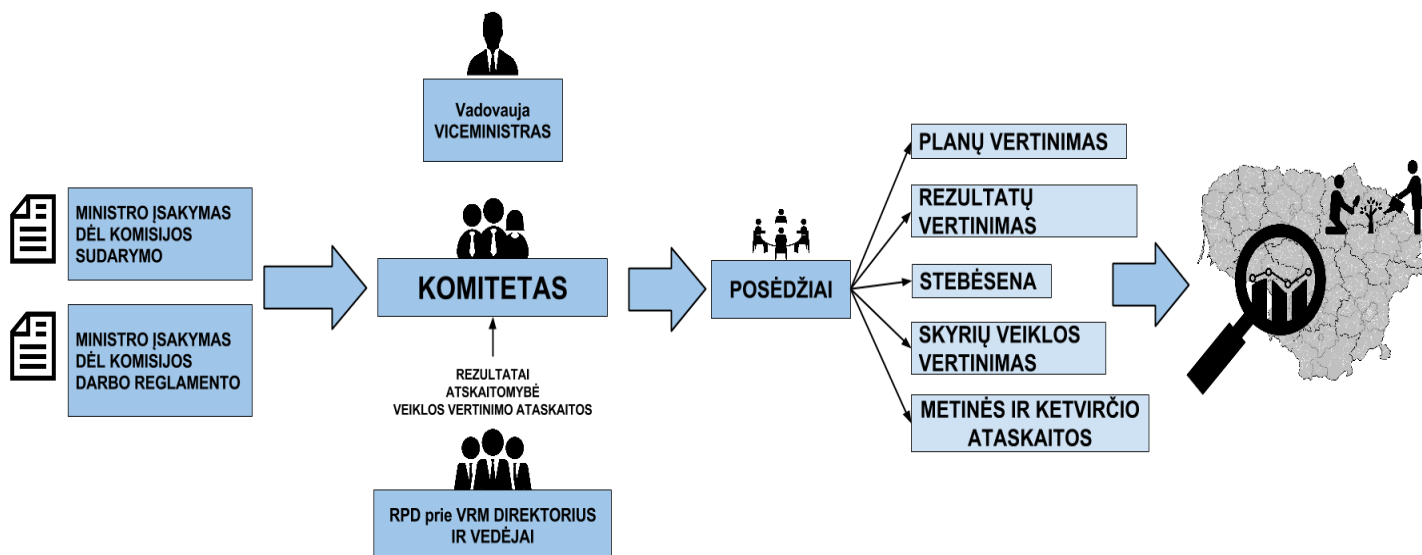 Vadovauja
VICEMINISTRAS
MINISTRO ĮSAKYMAS
DĖL KOMISIJOS
SUDARYMO
MINISTRO ĮSAKYMAS
DĖL KOMISIJOS
DARBO REGLAMENTO
KOMITETAS
REZULTATAI
ATSKAITOMYBĖ
VEIKLOS VERTINIMO ATASKAITOS
RPD prie VRM DIREKTORIUS
IR VEDĖJAI
POSĖDŽIAI
PLANŲ VERTINIMAS
REZULTATŲ
VERTINIMAS
STEBĖSENA
SKYRIŲ VEIKLOS
VERTINIMAS
METINĖS IR KETVIRČIO
ATASKAITOS